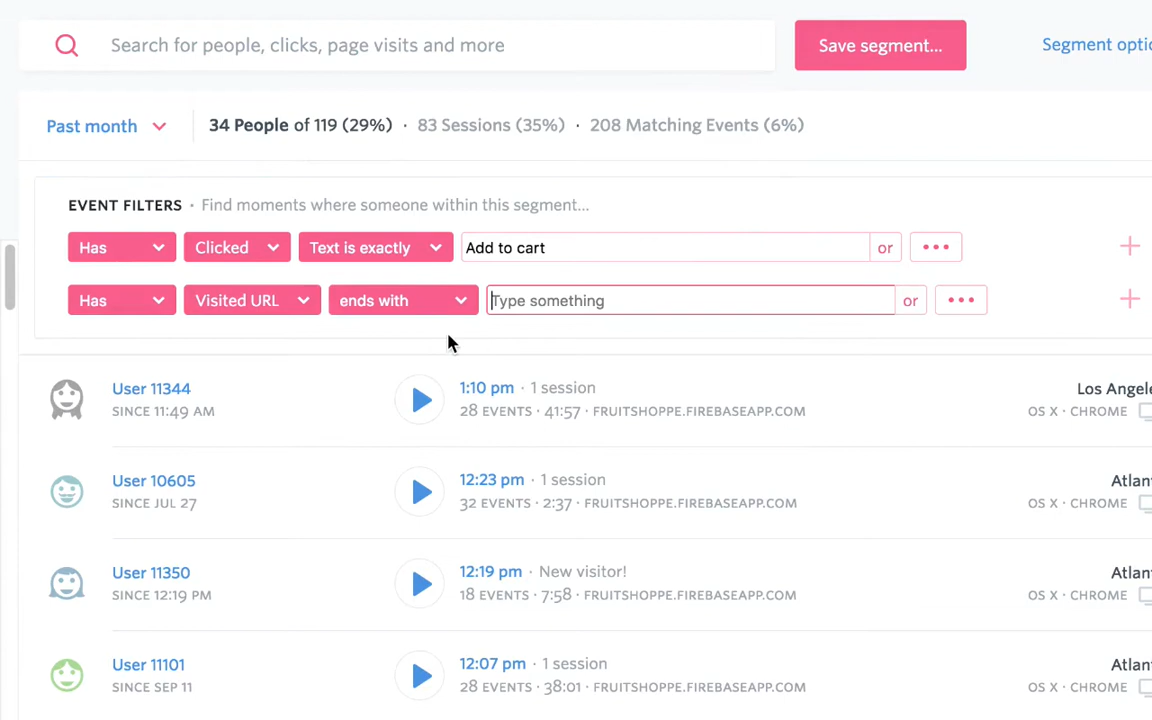 Search for people, clicks, page visits and more
Save segment...
Segment optio
Past month
34 People of 119 (29%) · 83 Sessions (35%) · 208 Matching Events (6%)
EVENT FILTERS · Find moments where someone within this segment...
Has Clicked Text is exactly Add to cart or
Has Visited URL ends with Type something or
User 11344 1:10 pm · 1 session Los Angele
SINCE 11:49 AM 28 EVENTS · 41:57 · FRUITSHOPPE.FIREBASEAPP.COM OS X · CHROME
User 10605 12:23 pm · 1 session Atlant
SINCE JUL 27 32 EVENTS · 2:37 · FRUITSHOPPE.FIREBASEAPP.COM OS X · CHROME
User 11350 12:19 pm · New visitor! Atlant
SINCE 12:19 PM 18 EVENTS · 7:58 · FRUITSHOPPE.FIREBASEAPP.COM OS X · CHROME
User 11101 12:07 pm · 1 session Atlant
SINCE SEP 11 28 EVENTS · 38:01 · FRUITSHOPPE.FIREBASEAPP.COM OS X · CHROME